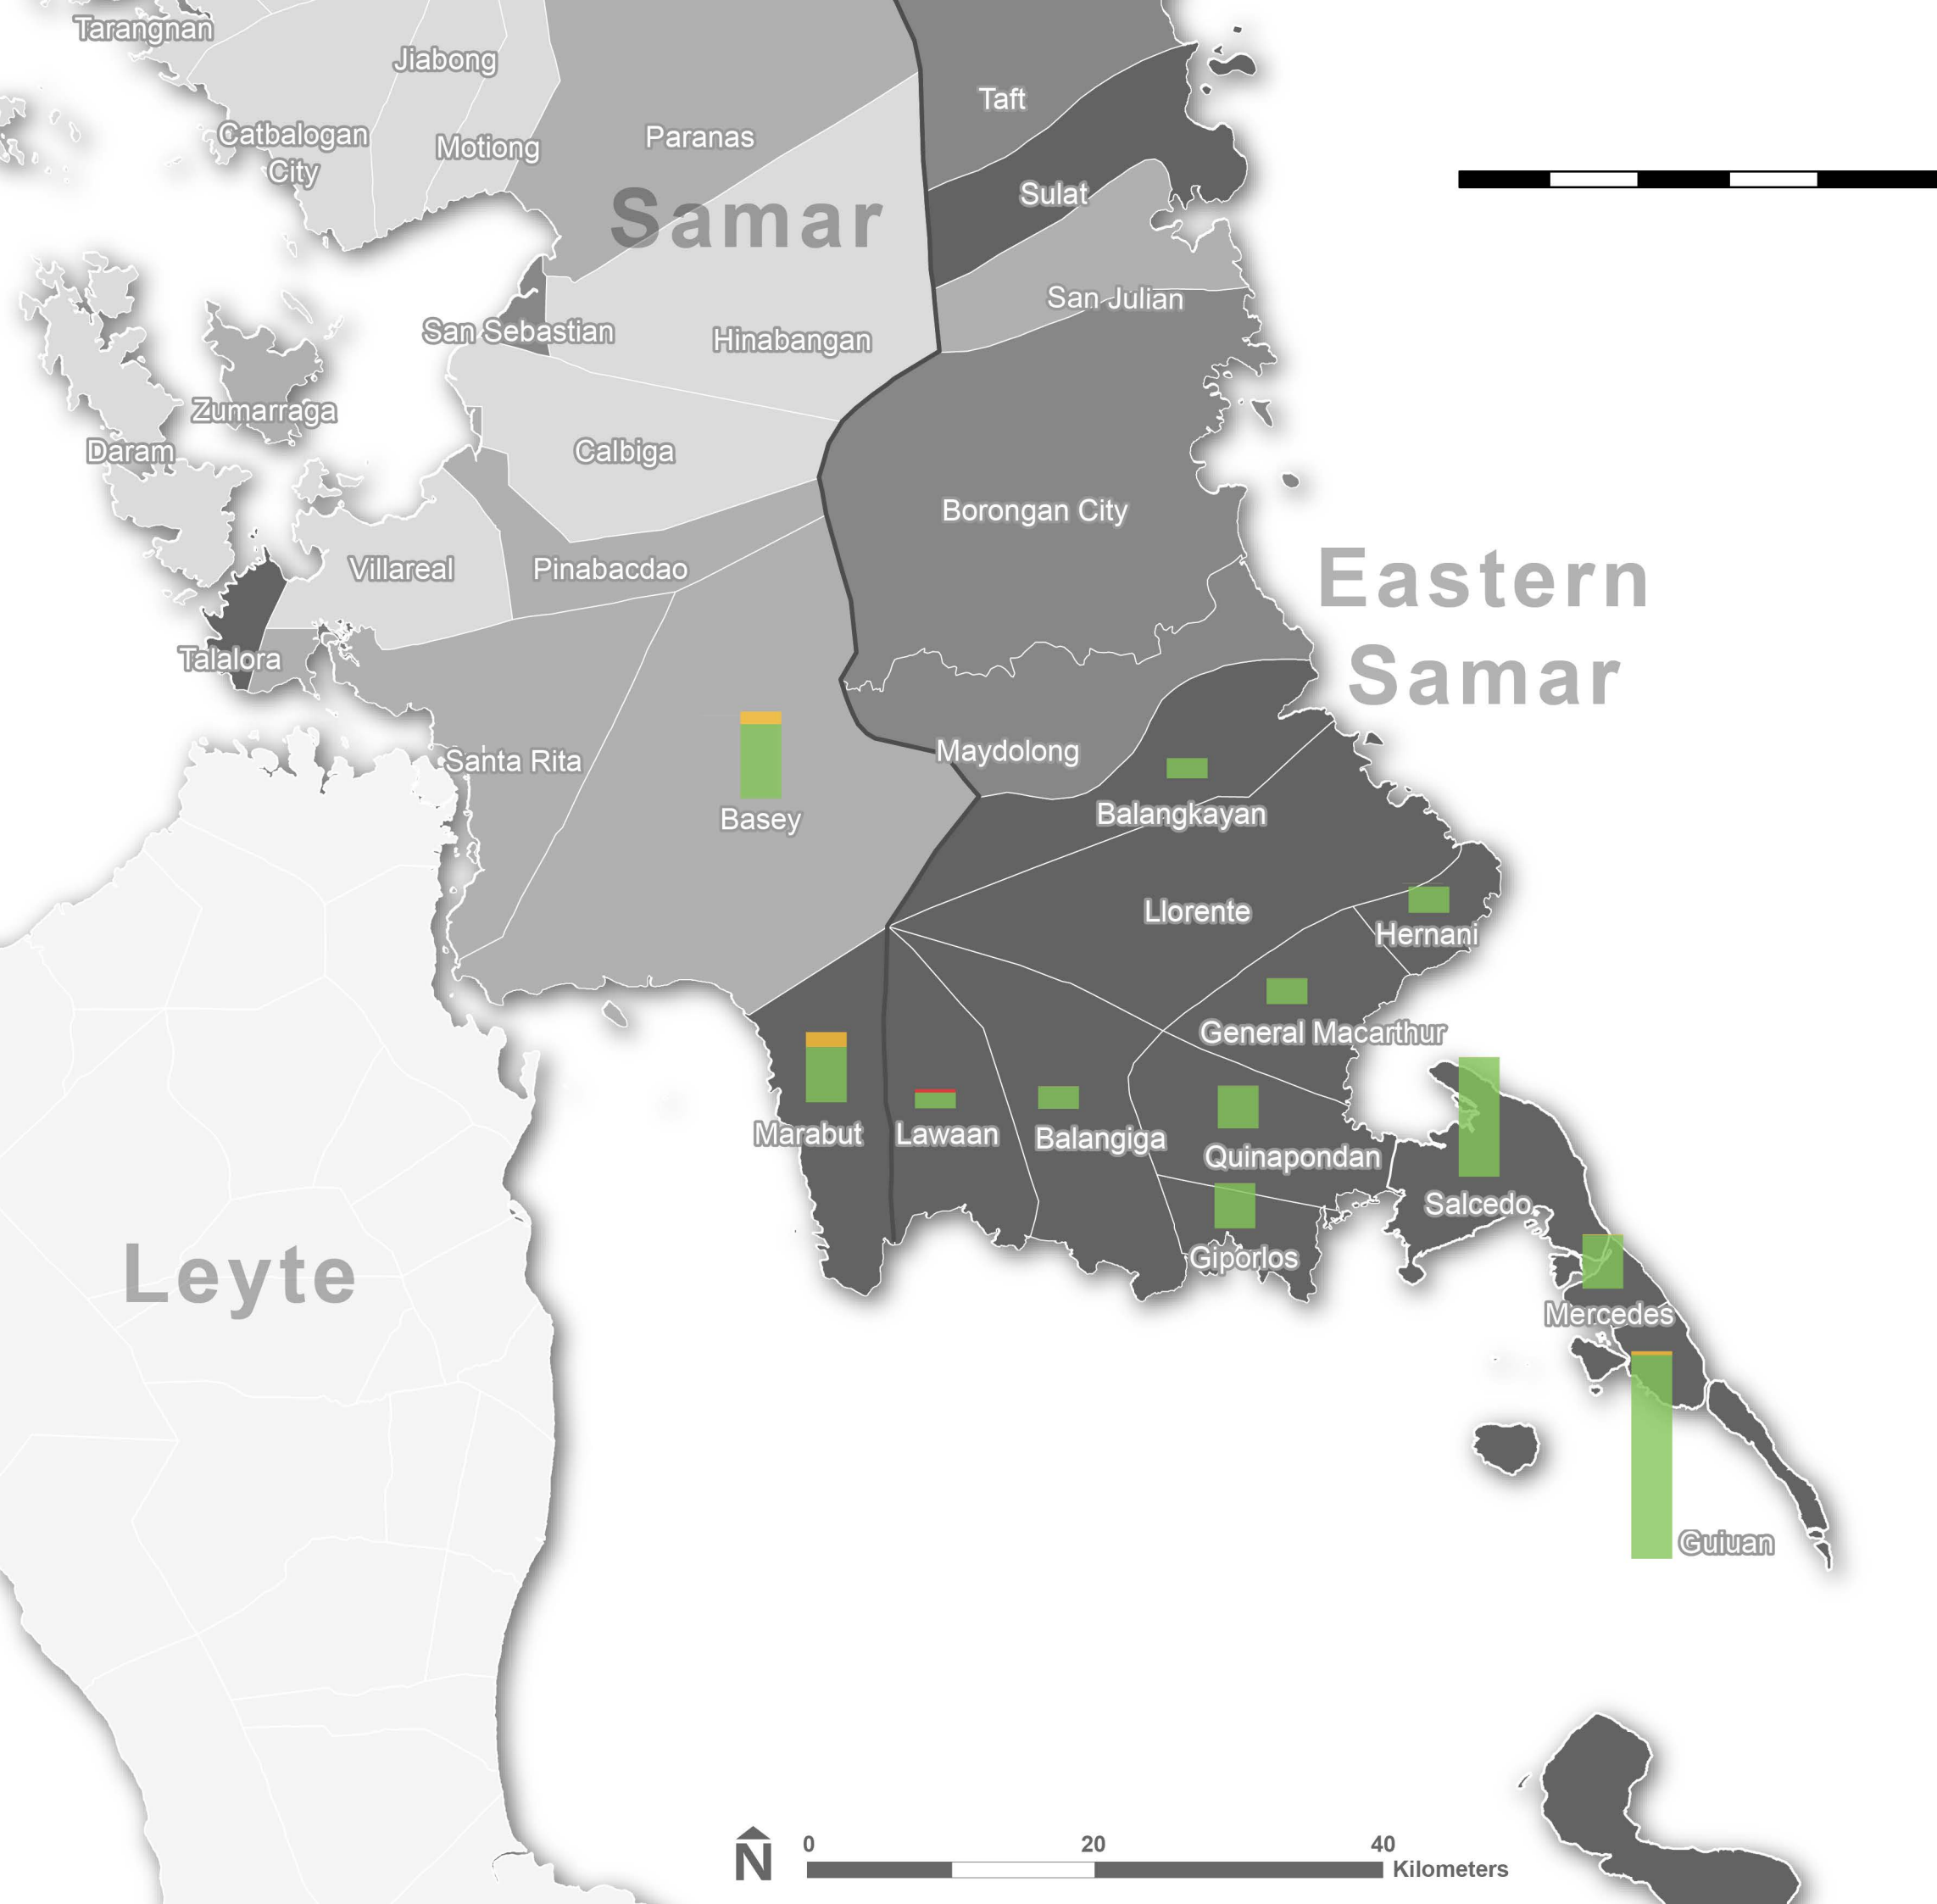 Tarangnan
Jiabong
Taft
Catbalogan
City
Motiong
Paranas
Sulat
Samar
San Julian
San Sebastian
Hinabangan
Zumarraga
Daram
Calbiga
Borongan City
Villareal
Pinabacdao
Eastern
Samar
Talalora
Santa Rita
Maydolong
Basey
Balangkayan
Llorente
Hernani
General Macarthur
Marabut
Lawaan
Balangiga
Quinapondan
Salcedo
Giporlos
Leyte
Mercedes
Guiuan
N
0 20 40
Kilometers